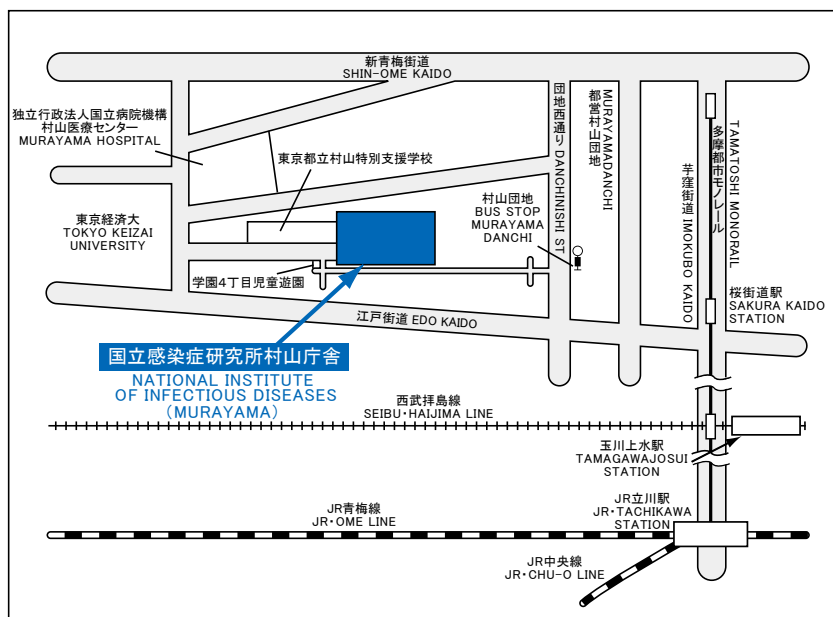 新青梅街道
SHIN-OME KAIDO
独立行政法人国立病院機構
村山医療センター
MURAYAMA HOSPITAL
東京都立村山特別支援学校
団地西通り DANCHINISHI ST
MURAYAMADANCHI
都営村山団地
TAMATOSHI MONORAIL
多摩都市モノレール
芋窪街道 IMOKUBO KAIDO
村山団地
BUS STOP
MURAYAMA
DANCHI
東京経済大
TOKYO KEIZAI
UNIVERSITY
学園4丁目児童遊園
桜街道駅
SAKURA KAIDO
STATION
江戸街道 EDO KAIDO
国立感染症研究所村山庁舎
NATIONAL INSTITUTE
OF INFECTIOUS DISEASES
(MURAYAMA)
西武拝島線
SEIBU・HAIJIMA LINE
玉川上水駅
TAMAGAWAJOSUI
STATION
JR青梅線
JR・OME LINE
JR立川駅
JR・TACHIKAWA
STATION
JR中央線
JR・CHU-O LINE